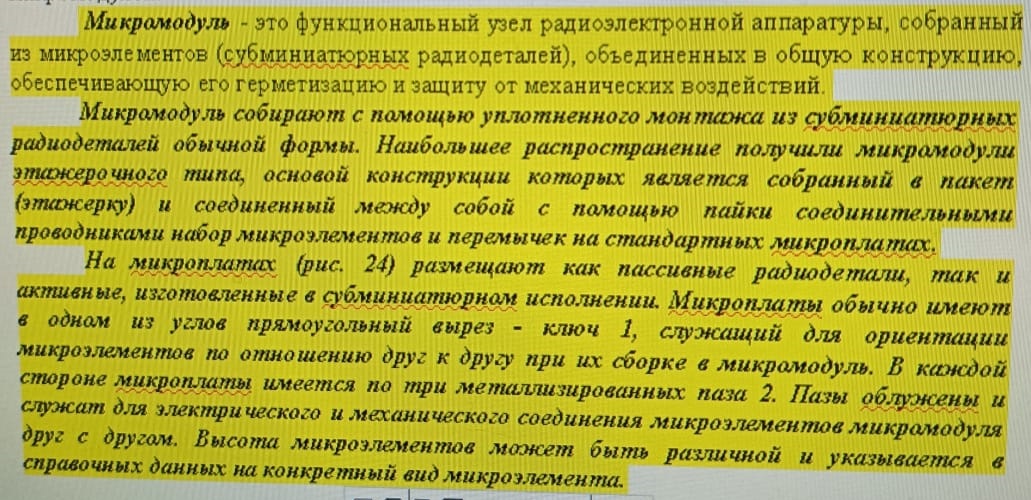 Микромодуль - это функциональный узел радиоэлектронной аппаратуры, собранный
из микроэлементов (субминиатюрных радиодеталей), объединенных в общую конструкцию,
обеспечивающую его герметизацию и защиту от механических воздействий.
Микромодуль собирают с помощью уплотненного монтажа из субминиатюрных
радиодеталей обычной формы. Наибольшее распространение получили микромодули
этажерочного типа, основой конструкции которых является собранный в пакет
(этажерку) и соединенный между собой с помощью пайки соединительными
проводниками набор микроэлементов и перемычек на стандартных микроплатах.
На микроплатах (рис. 24) размещают как пассивные радиодетали, так и
активные, изготовленные в субминиатюрном исполнении. Микроплаты обычно имеют
в одном из углов прямоугольный вырез - ключ 1, служащий для ориентации
микроэлементов по отношению друг к другу при их сборке в микромодуль. В каждой
стороне микроплаты имеется по три металлизированных паза 2. Пазы облужены и
служат для электрического и механического соединения микроэлементов микромодуля
друг с другом. Высота микроэлементов может быть различной и указывается в
справочных данных на конкретный вид микроэлемента.